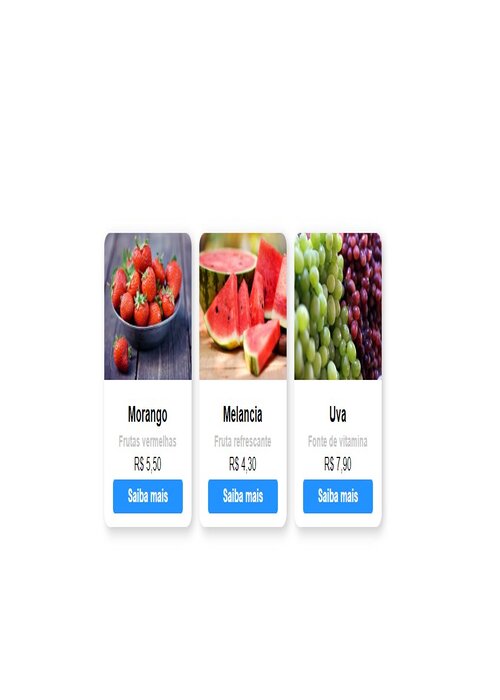 Morango
Frutas vermelhas
R$ 5,50
Saiba mais
Melancia
Fruta refrescante
R$ 4,30
Saiba mais
Uva
Fonte de vitamina
R$ 7,90
Saiba mais